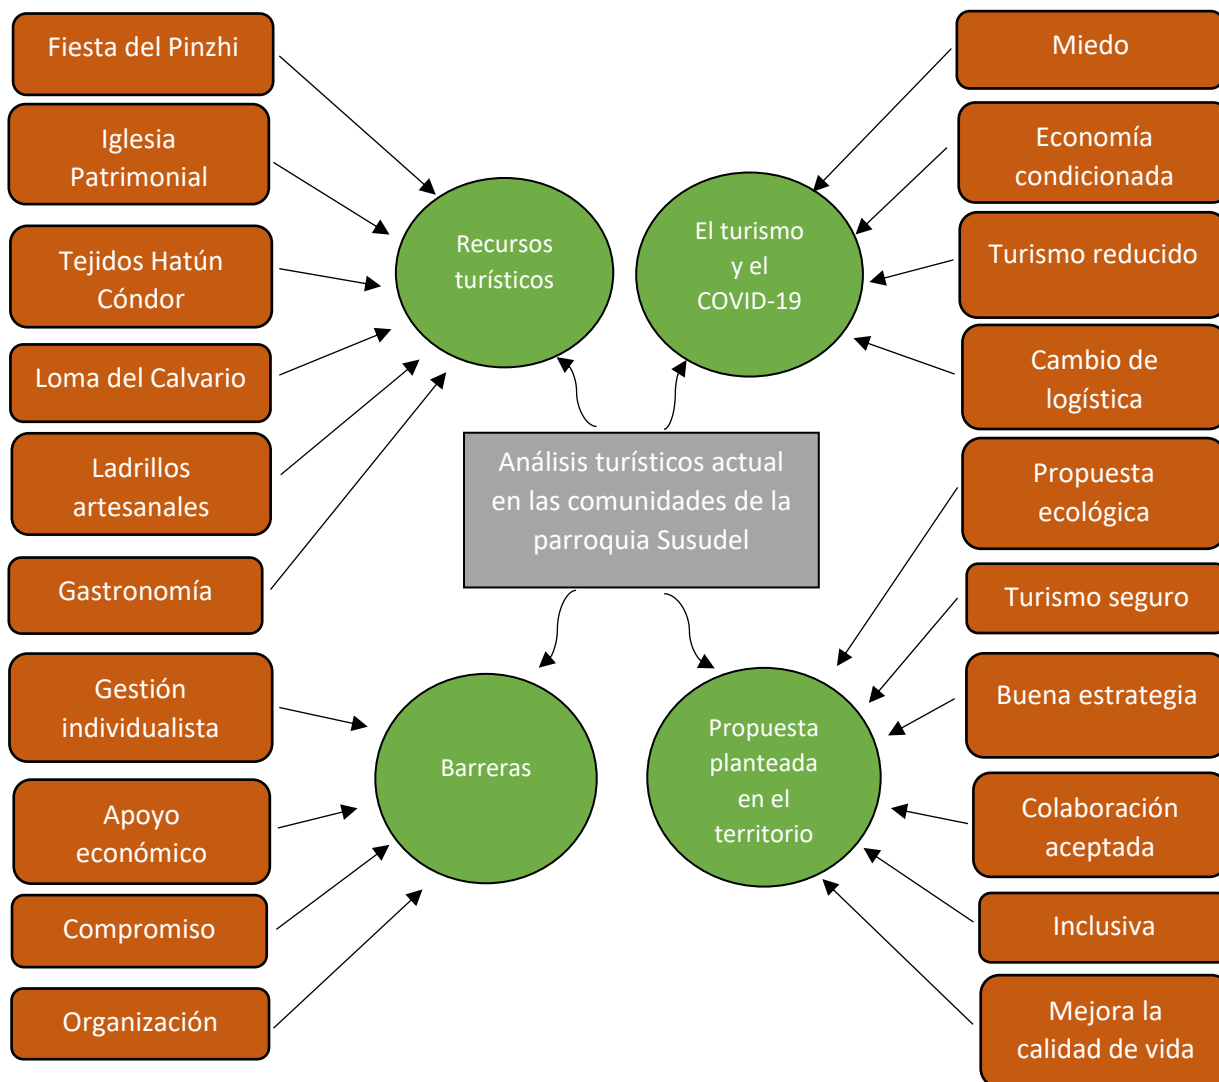 Fiesta del Pinzhi
Iglesia
Patrimonial
Tejidos Hatún
Cóndor
Loma del Calvario
Ladrillos
artesanales
Gastronomía
Recursos
turísticos
El turismo
y el
COVID-19
Miedo
Economía
condicionada
Turismo reducido
Cambio de
logística
Análisis turísticos actual
en las comunidades de la
parroquia Susudel
Gestión
individualista
Apoyo
económico
Compromiso
Organización
Barreras
Propuesta
planteada
en el
territorio
Propuesta
ecológica
Turismo seguro
Buena estrategia
Colaboración
aceptada
Inclusiva
Mejora la
calidad de vida